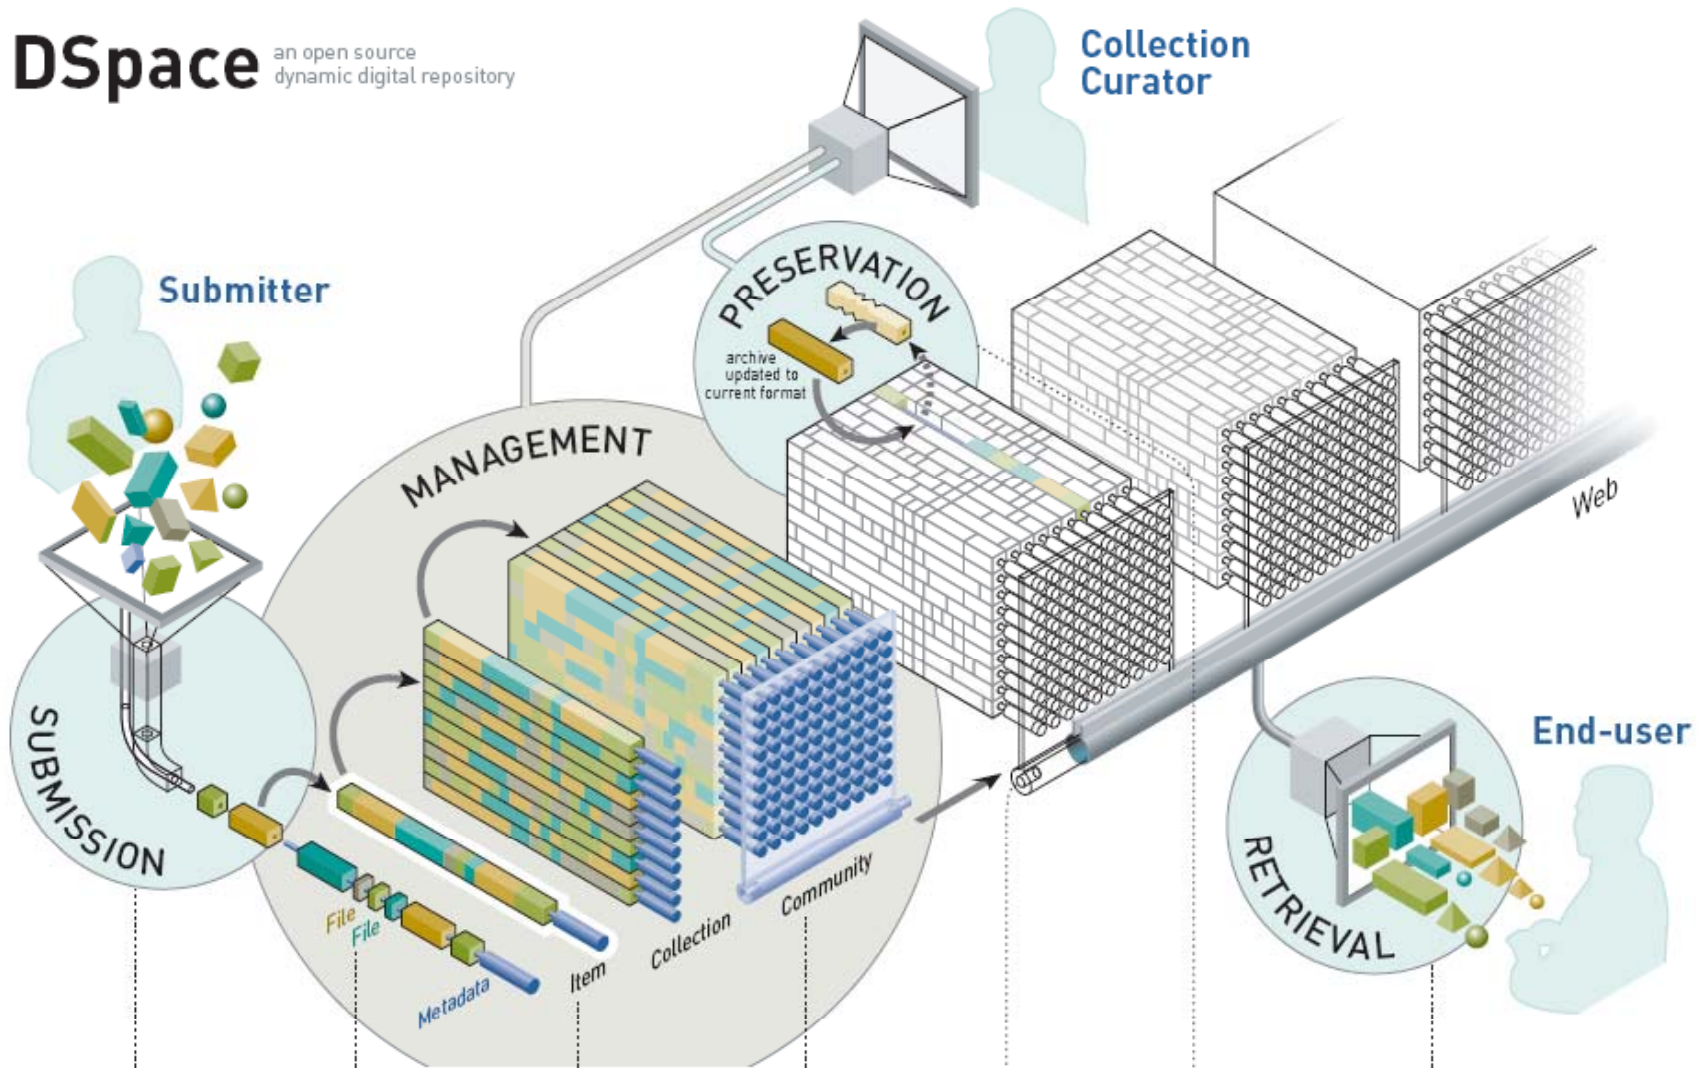 DSpace
an open source
dynamic digital repository
Collection
Curator
Submitter
PRESERVATION
archive
updated to
current format
MANAGEMENT
Web
SUBMISSION
End-user
RETRIEVAL
File
File
Metadata
Item
Collection
Community